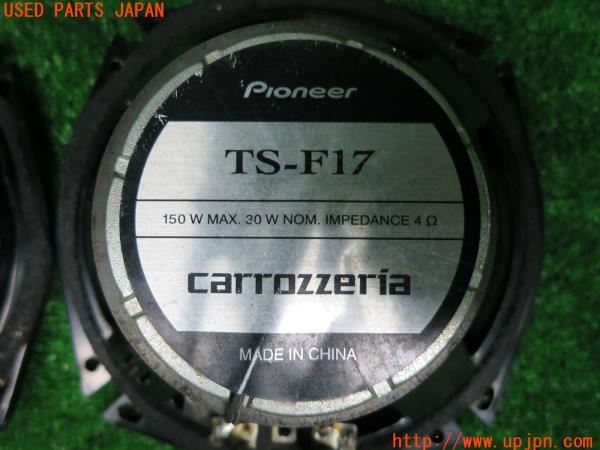 USED PARTS JAPAN
Pioneer
TS-F17
150 W MAX. 30 W NOM. IMPEDANCE 4 Ω
carrozzeria
MADE IN CHINA
http://www.upjpn.com/